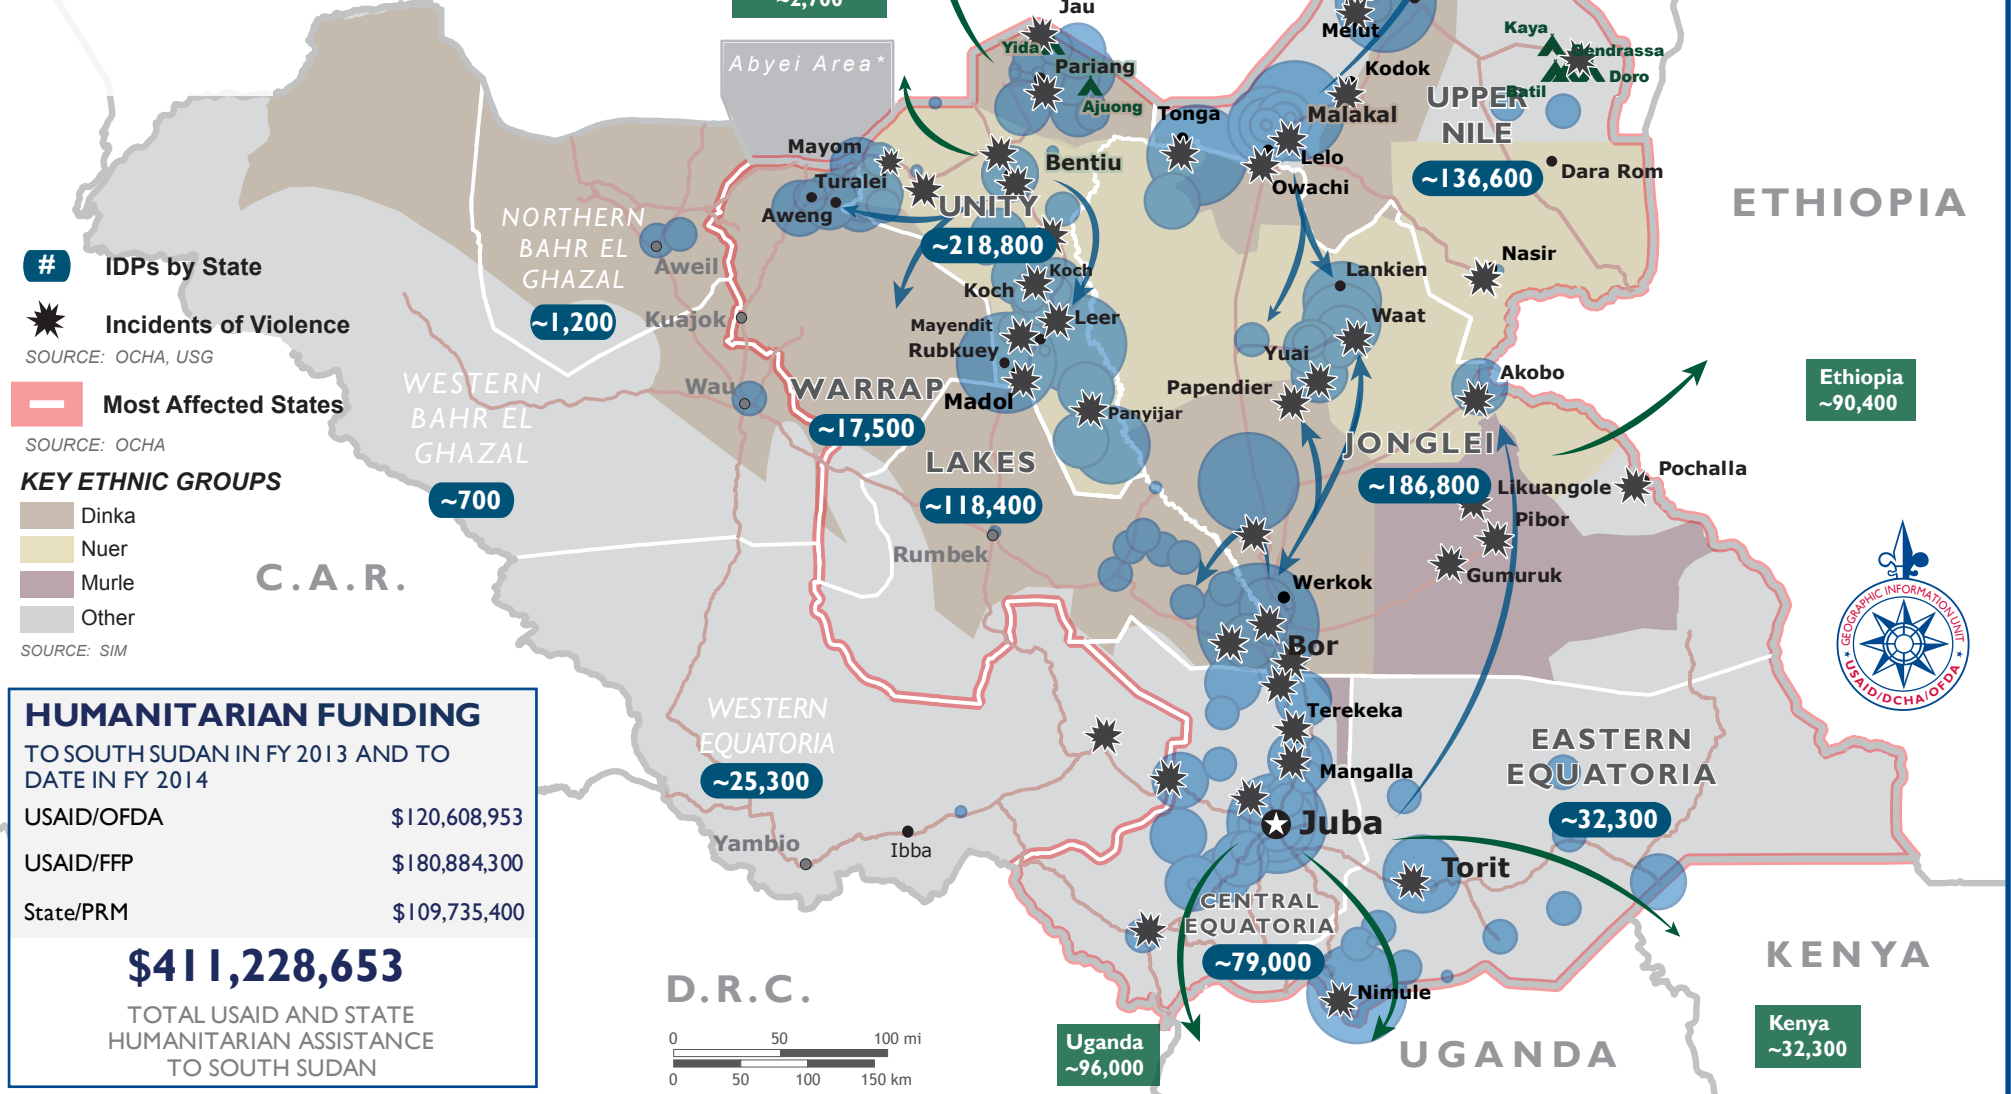 ~2,700
Jau
Yida
Pariang
Ajuong
Abyei Area*
Melut
Kodok
Malakal
Tonga
Lelo
Owachi
UPPER
NILE
~136,600
Kaya
Gendrassa
Doro
Batil
Dara Rom
ETHIOPIA
Mayom
Turalei
Aweng
Bentiu
UNITY
~218,800
NORTHERN
BAHR EL
GHAZAL
~1,200
Aweil
Kuajok
Koch
Koch
Leer
Mayendit
Rubkuey
Madol
Panyijar
Nasir
Lankien
Waat
Yuai
Papendier
Akobo
WESTERN
BAHR EL
GHAZAL
~700
Wau
WARRAP
~17,500
LAKES
~118,400
Rumbek
JONGLEI
~186,800
Likuangole
Pochalla
Pibor
Gumuruk
Ethiopia
~90,400
C.A.R.
Werkok
Bor
Terekeka
Mangalla
Juba
WESTERN
EQUATORIA
~25,300
Yambio
Ibba
EASTERN
EQUATORIA
~32,300
Torit
CENTRAL
EQUATORIA
~79,000
Nimule
KENYA
Kenya
~32,300
UGANDA
Uganda
~96,000
D.R.C.
0 50 100 mi
0 50 100 150 km
# IDPs by State
Incidents of Violence
SOURCE: OCHA, USG
Most Affected States
SOURCE: OCHA
KEY ETHNIC GROUPS
Dinka
Nuer
Murle
Other
SOURCE: SIM
HUMANITARIAN FUNDING
TO SOUTH SUDAN IN FY 2013 AND TO
DATE IN FY 2014
USAID/OFDA $120,608,953
USAID/FFP $180,884,300
State/PRM $109,735,400
$411,228,653
TOTAL USAID AND STATE
HUMANITARIAN ASSISTANCE
TO SOUTH SUDAN
GEOGRAPHIC INFORMATION UNIT
USAID/DCHA/OFDA